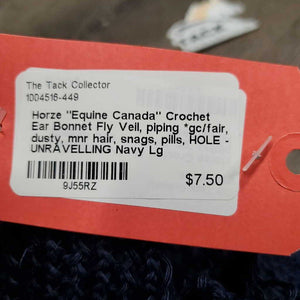 The Tack Collector
1004516-449
Horze "Equine Canada" Crochet
Ear Bonnet Fly Veil, piping *gc/fair,
dusty, mnr hair, snags, pills, HOLE -
UNRAVELLING Navy Lg
9J55RZ
$7.50